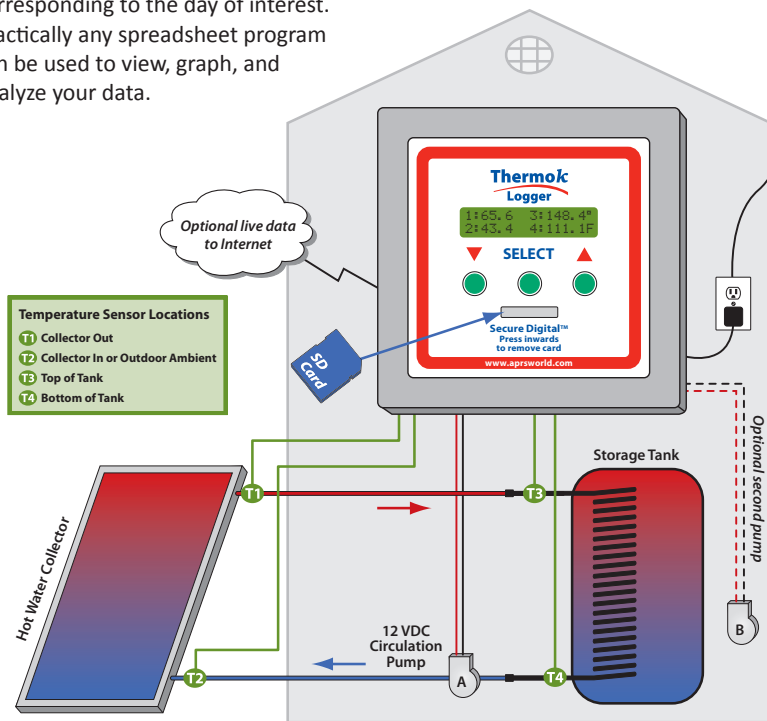 corresponding to the day of interest.
Practically any spreadsheet program
can be used to view, graph, and
analyze your data.
Thermok
Logger
1:65.6 3:148.4"
2:43.4 4:111.1F
SELECT
Secure Digital™
Press inwards
to remove card
www.aprsworld.com
Optional live data
to Internet
Temperature Sensor Locations
T1 Collector Out
T2 Collector In or Outdoor Ambient
T3 Top of Tank
T4 Bottom of Tank
SD
Card
Optional second pump
Storage Tank
T1
T3
Hot Water Collector
12 VDC
Circulation
Pump
T2
A
T4
B